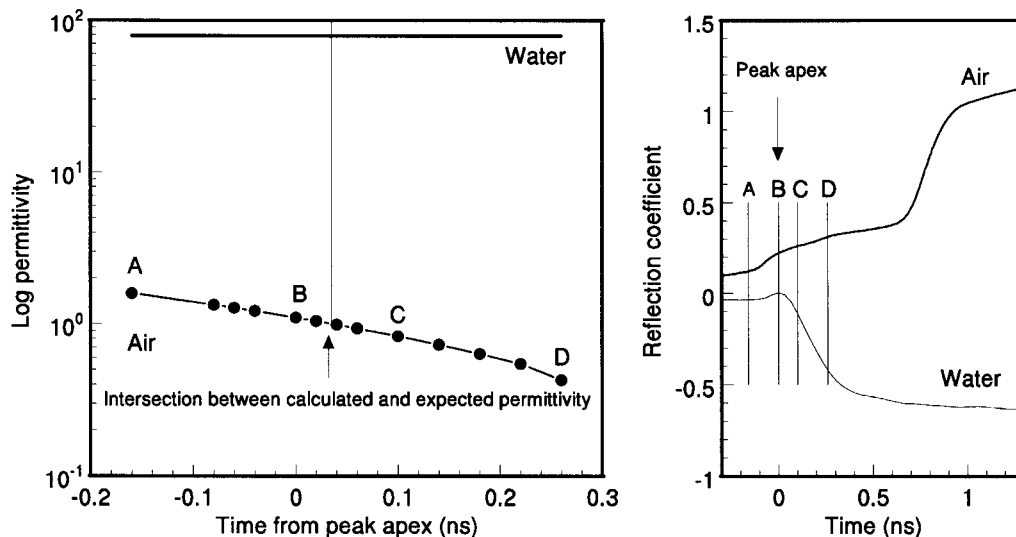 10²
Water
10¹
Log permittivity
A
B
C
D
10⁰
Air
Intersection between calculated and expected permittivity
10⁻¹
-0.2
-0.1
0
0.1
0.2
0.3
Time from peak apex (ns)
1.5
Peak apex
Air
1
A
B
C
D
0.5
Reflection coefficient
0
-0.5
Water
-1
0
0.5
1
Time (ns)